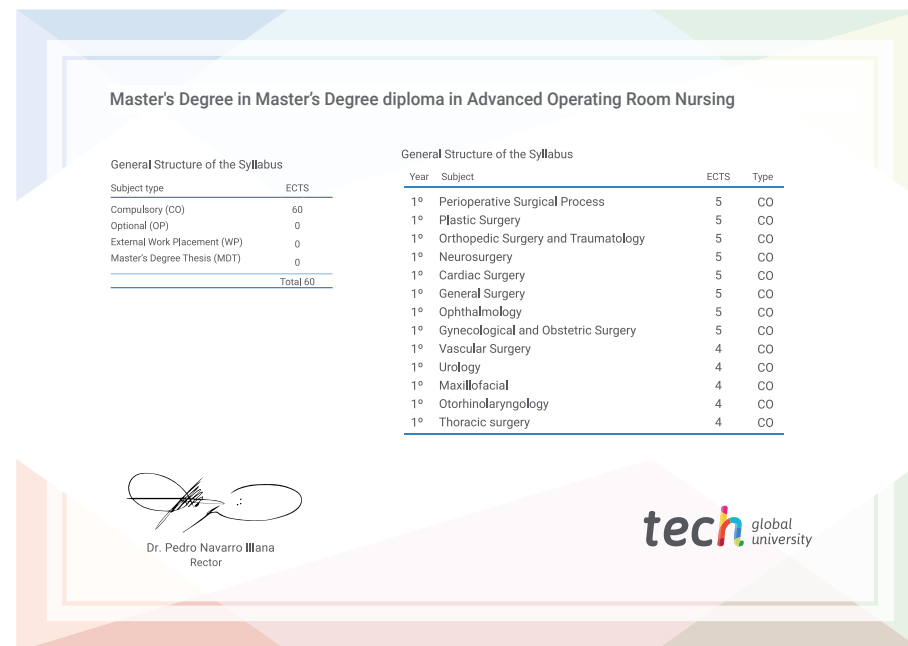 Master's Degree in Master's Degree diploma in Advanced Operating Room Nursing
General Structure of the Syllabus
Subject type ECTS
Compulsory (CO) 60
Optional (OP) 0
External Work Placement (WP) 0
Master's Degree Thesis (MDT) 0
Total 60
General Structure of the Syllabus
Year Subject ECTS Type
1º Perioperative Surgical Process 5 CO
1º Plastic Surgery 5 CO
1º Orthopedic Surgery and Traumatology 5 CO
1º Neurosurgery 5 CO
1º Cardiac Surgery 5 CO
1º General Surgery 5 CO
1º Ophthalmology 5 CO
1º Gynecological and Obstetric Surgery 5 CO
1º Vascular Surgery 4 CO
1º Urology 4 CO
1º Maxillofacial 4 CO
1º Otorhinolaryngology 4 CO
1º Thoracic surgery 4 CO
Dr. Pedro Navarro Illana
Rector
tech global
university